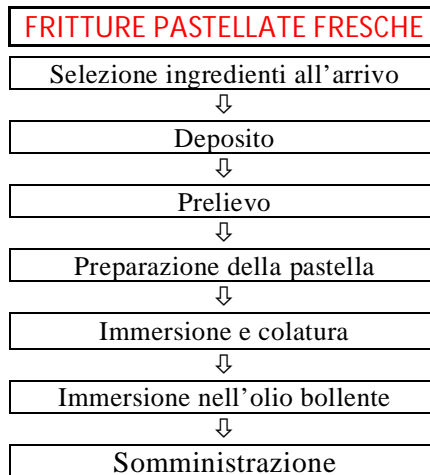 FRITTURE PASTELLATE FRESCHE
Selezione ingredienti all'arrivo
⇩
Deposito
⇩
Prelievo
⇩
Preparazione della pastella
⇩
Immersione e colatura
⇩
Immersione nell'olio bollente
⇩
Somministrazione